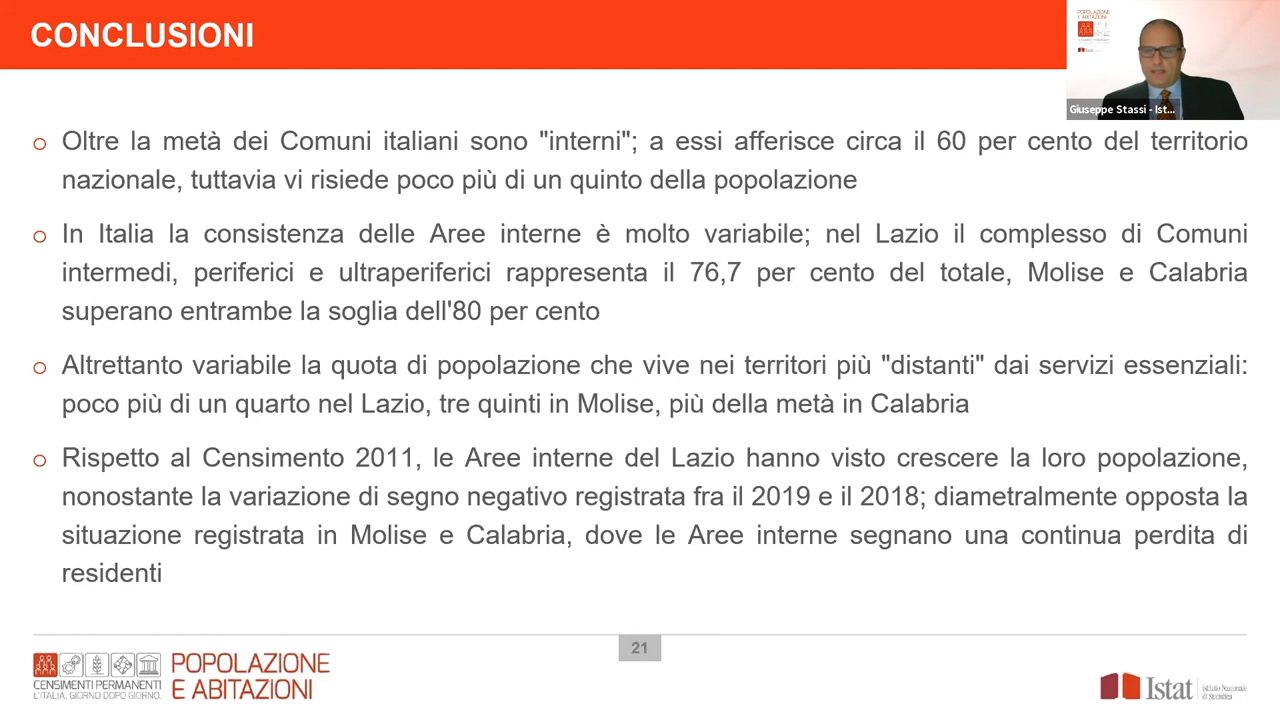 CONCLUSIONI
POPOLAZIONE
E ABITAZIONI
Istat
Giuseppe Stassi - Ist...
o Oltre la metà dei Comuni italiani sono "interni"; a essi afferisce circa il 60 per cento del territorio
nazionale, tuttavia vi risiede poco più di un quinto della popolazione
o In Italia la consistenza delle Aree interne è molto variabile; nel Lazio il complesso di Comuni
intermedi, periferici e ultraperiferici rappresenta il 76,7 per cento del totale, Molise e Calabria
superano entrambe la soglia dell'80 per cento
o Altrettanto variabile la quota di popolazione che vive nei territori più "distanti" dai servizi essenziali:
poco più di un quarto nel Lazio, tre quinti in Molise, più della metà in Calabria
o Rispetto al Censimento 2011, le Aree interne del Lazio hanno visto crescere la loro popolazione,
nonostante la variazione di segno negativo registrata fra il 2019 e il 2018; diametralmente opposta la
situazione registrata in Molise e Calabria, dove le Aree interne segnano una continua perdita di
residenti
21
CENSIMENTI PERMANENTI
L'ITALIA, GIORNO DOPO GIORNO.
POPOLAZIONE
E ABITAZIONI
Istat
Istituto Nazionale
di Statistica